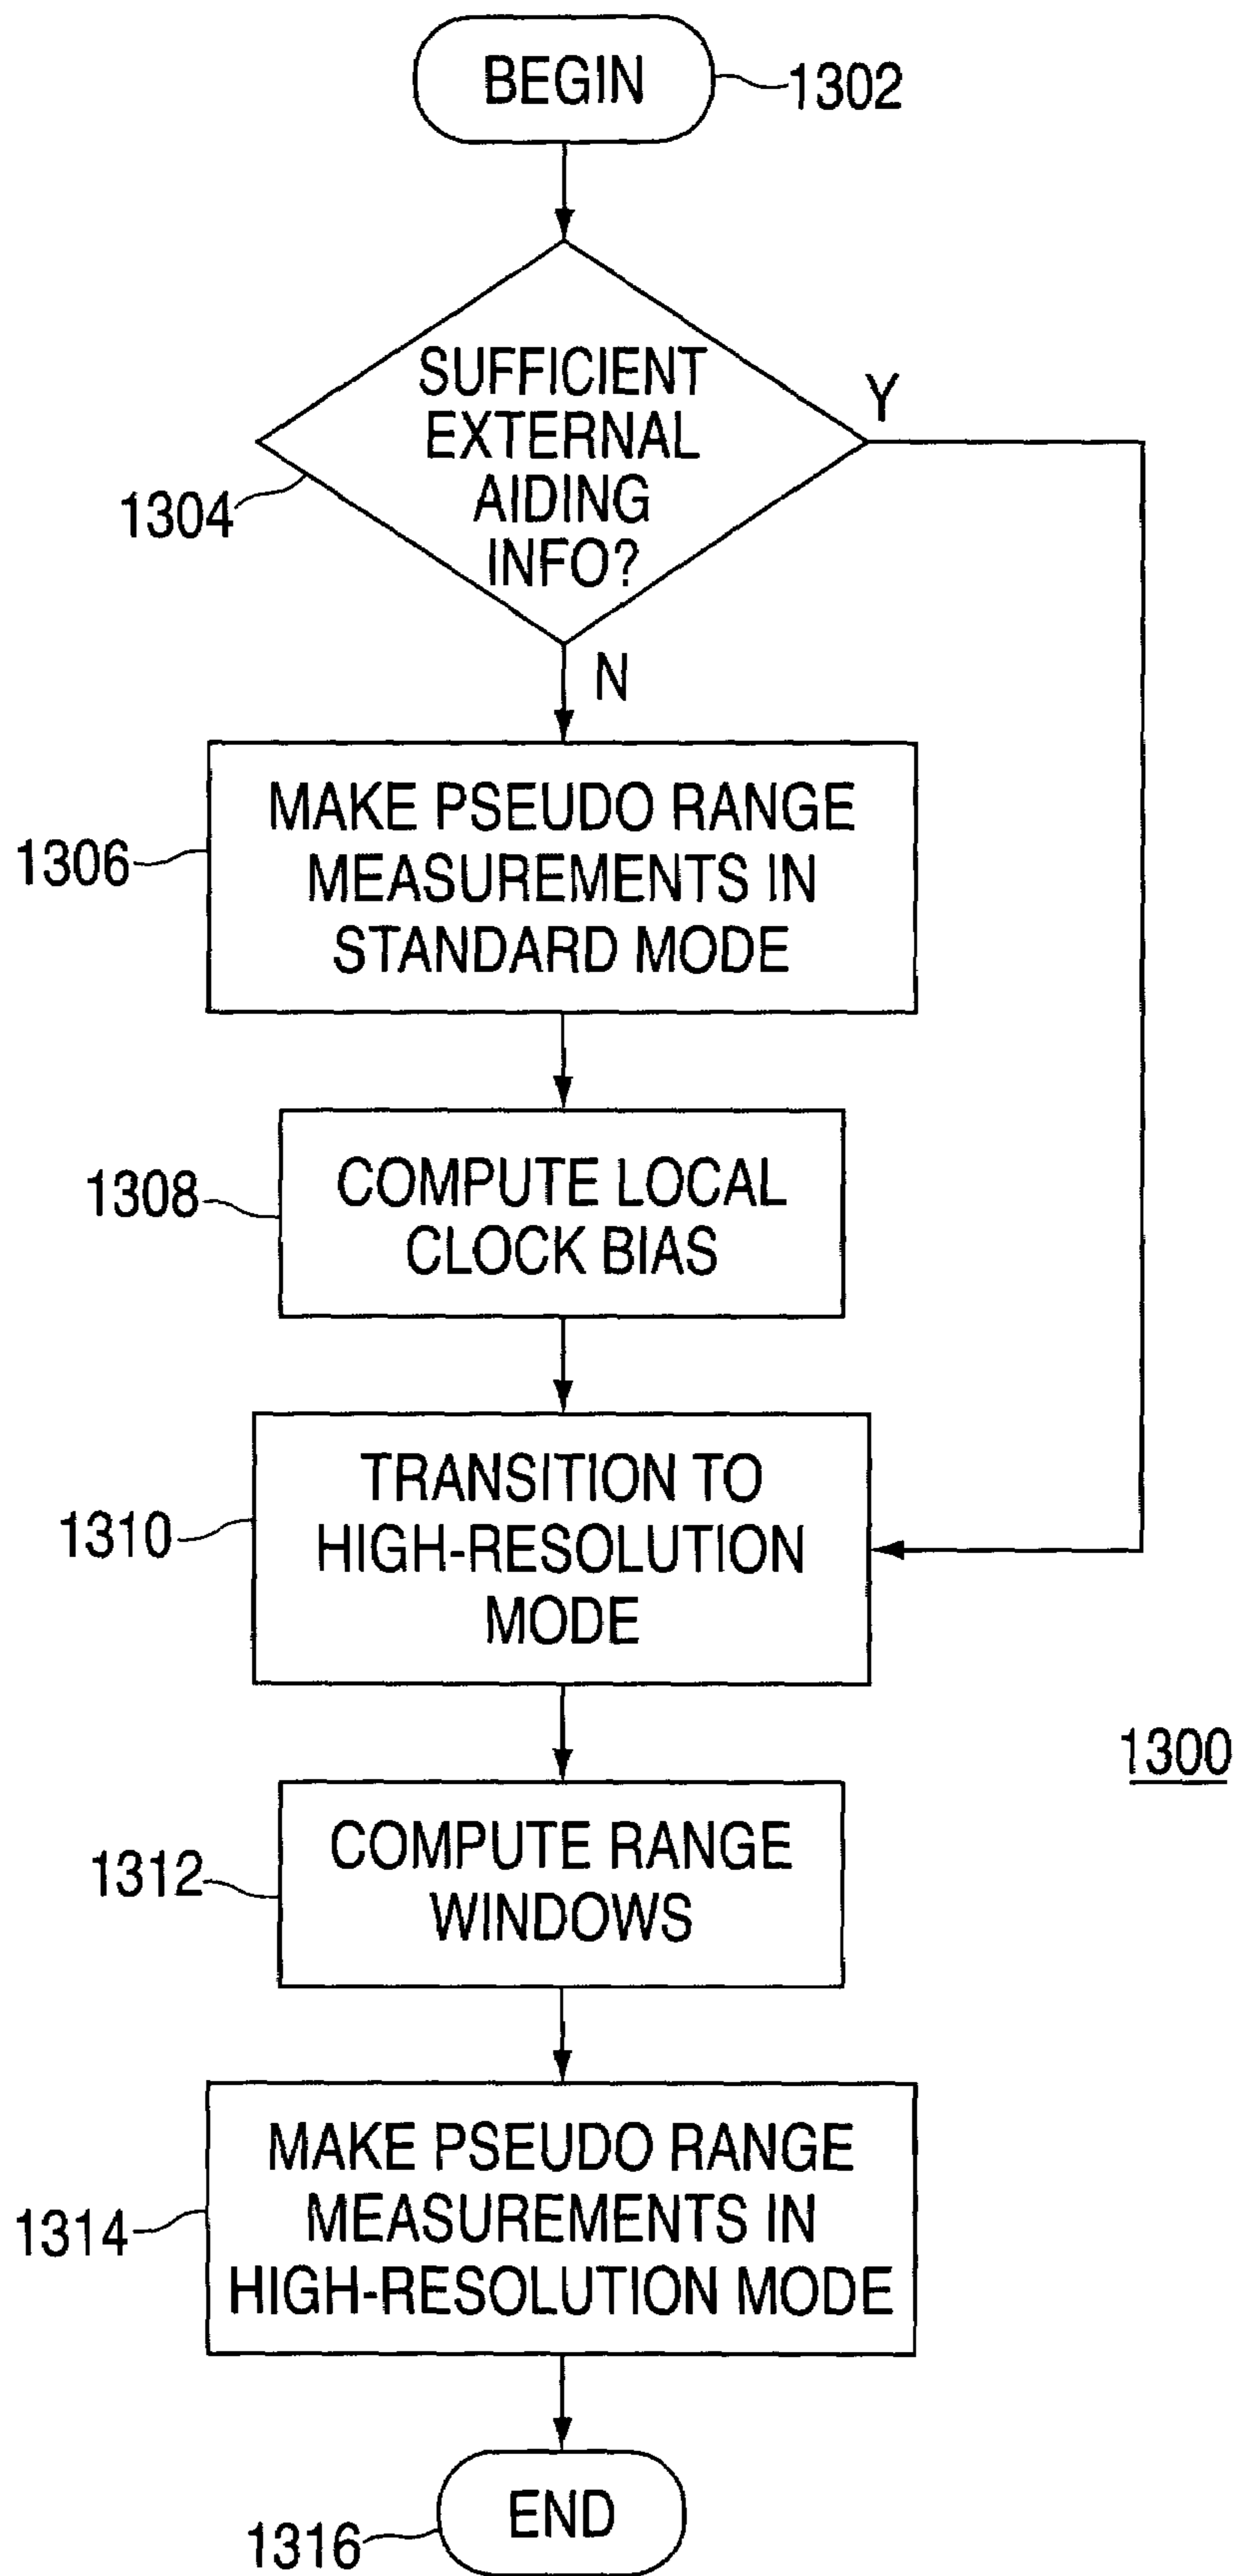 BEGIN
1302
SUFFICIENT
EXTERNAL
AIDING
INFO?
Y
1304
N
MAKE PSEUDO RANGE
MEASUREMENTS IN
STANDARD MODE
1306
COMPUTE LOCAL
CLOCK BIAS
1308
TRANSITION TO
HIGH-RESOLUTION
MODE
1310
1300
COMPUTE RANGE
WINDOWS
1312
MAKE PSEUDO RANGE
MEASUREMENTS IN
HIGH-RESOLUTION MODE
1314
END
1316